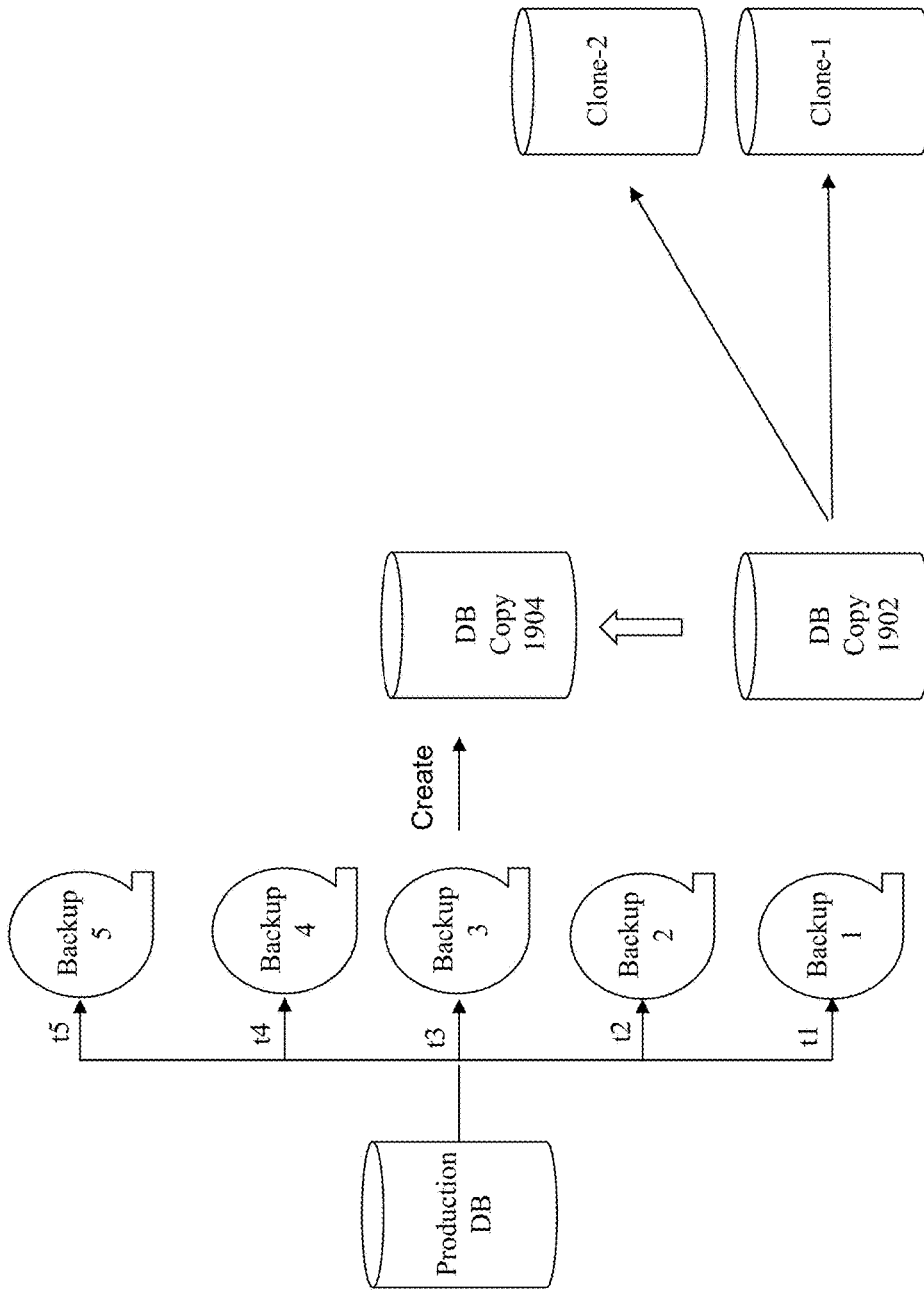 Production
DB
t5
t4
t3
t2
t1
Backup
5
Backup
4
Backup
3
Backup
2
Backup
1
Create
DB
Copy
1904
DB
Copy
1902
Clone-2
Clone-1